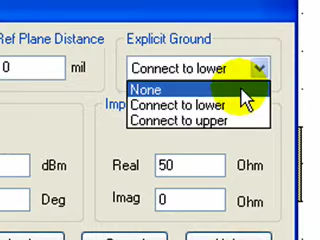 Ref Plane Distance
Explicit Ground
0
mil
Connect to lower
None
Connect to lower
Connect to upper
dBm
Real
50
Ohm
Deg
Imag
0
Ohm